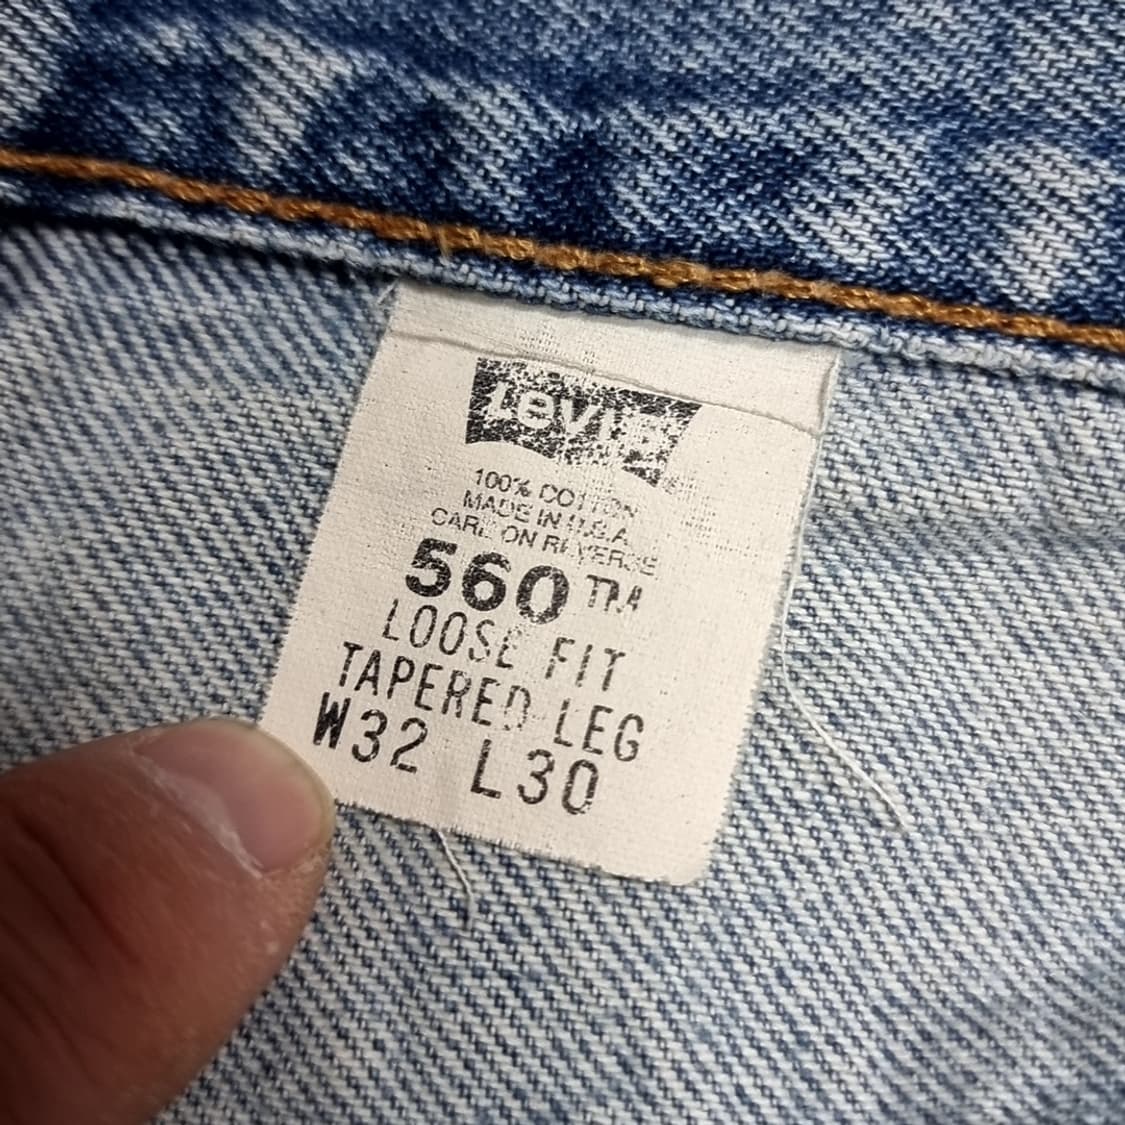 Levi's
100% COTTON
MADE IN U.S.A.
CARE ON REVERSE
560™
LOOSE FIT
TAPERED LEG
W32 L30